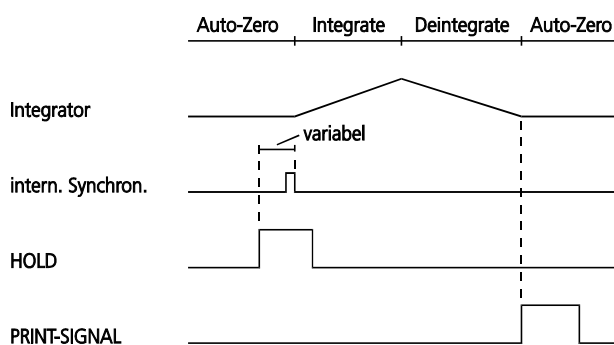 Auto-Zero Integrate Deintegrate Auto-Zero
Integrator
variabel
intern. Synchron.
HOLD
PRINT-SIGNAL